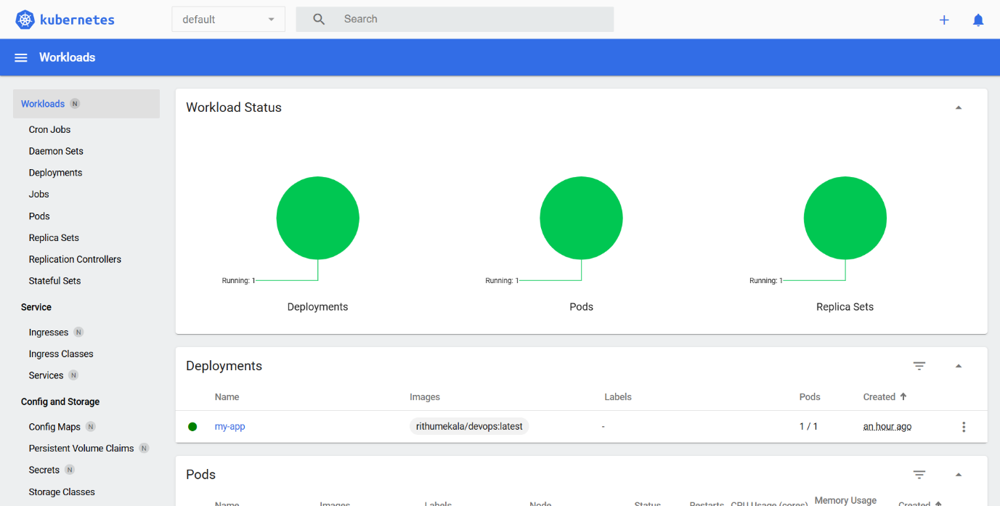 kubernetes
default
Search
Workloads
Workloads N
Cron Jobs
Daemon Sets
Deployments
Jobs
Pods
Replica Sets
Replication Controllers
Stateful Sets
Service
Ingresses N
Ingress Classes
Services N
Config and Storage
Config Maps N
Persistent Volume Claims N
Secrets N
Storage Classes
Workload Status
Running: 1
Deployments
Running: 1
Pods
Running: 1
Replica Sets
Deployments
Name Images Labels Pods Created
my-app rithumekala/devops:latest - 1 / 1 an hour ago
Pods
Name Images Labels Node Status Restarts CPU Usage (cores) Memory Usage Created